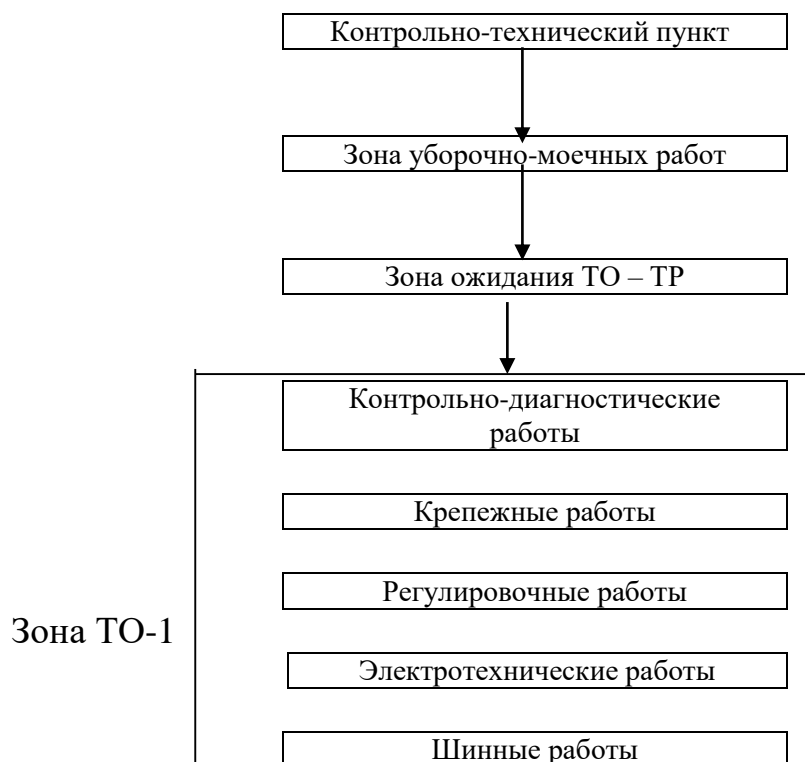 Контрольно-технический пункт
Зона уборочно-моечных работ
Зона ожидания ТО – ТР
Контрольно-диагностические
работы
Крепежные работы
Регулировочные работы
Зона ТО-1
Электротехнические работы
Шинные работы